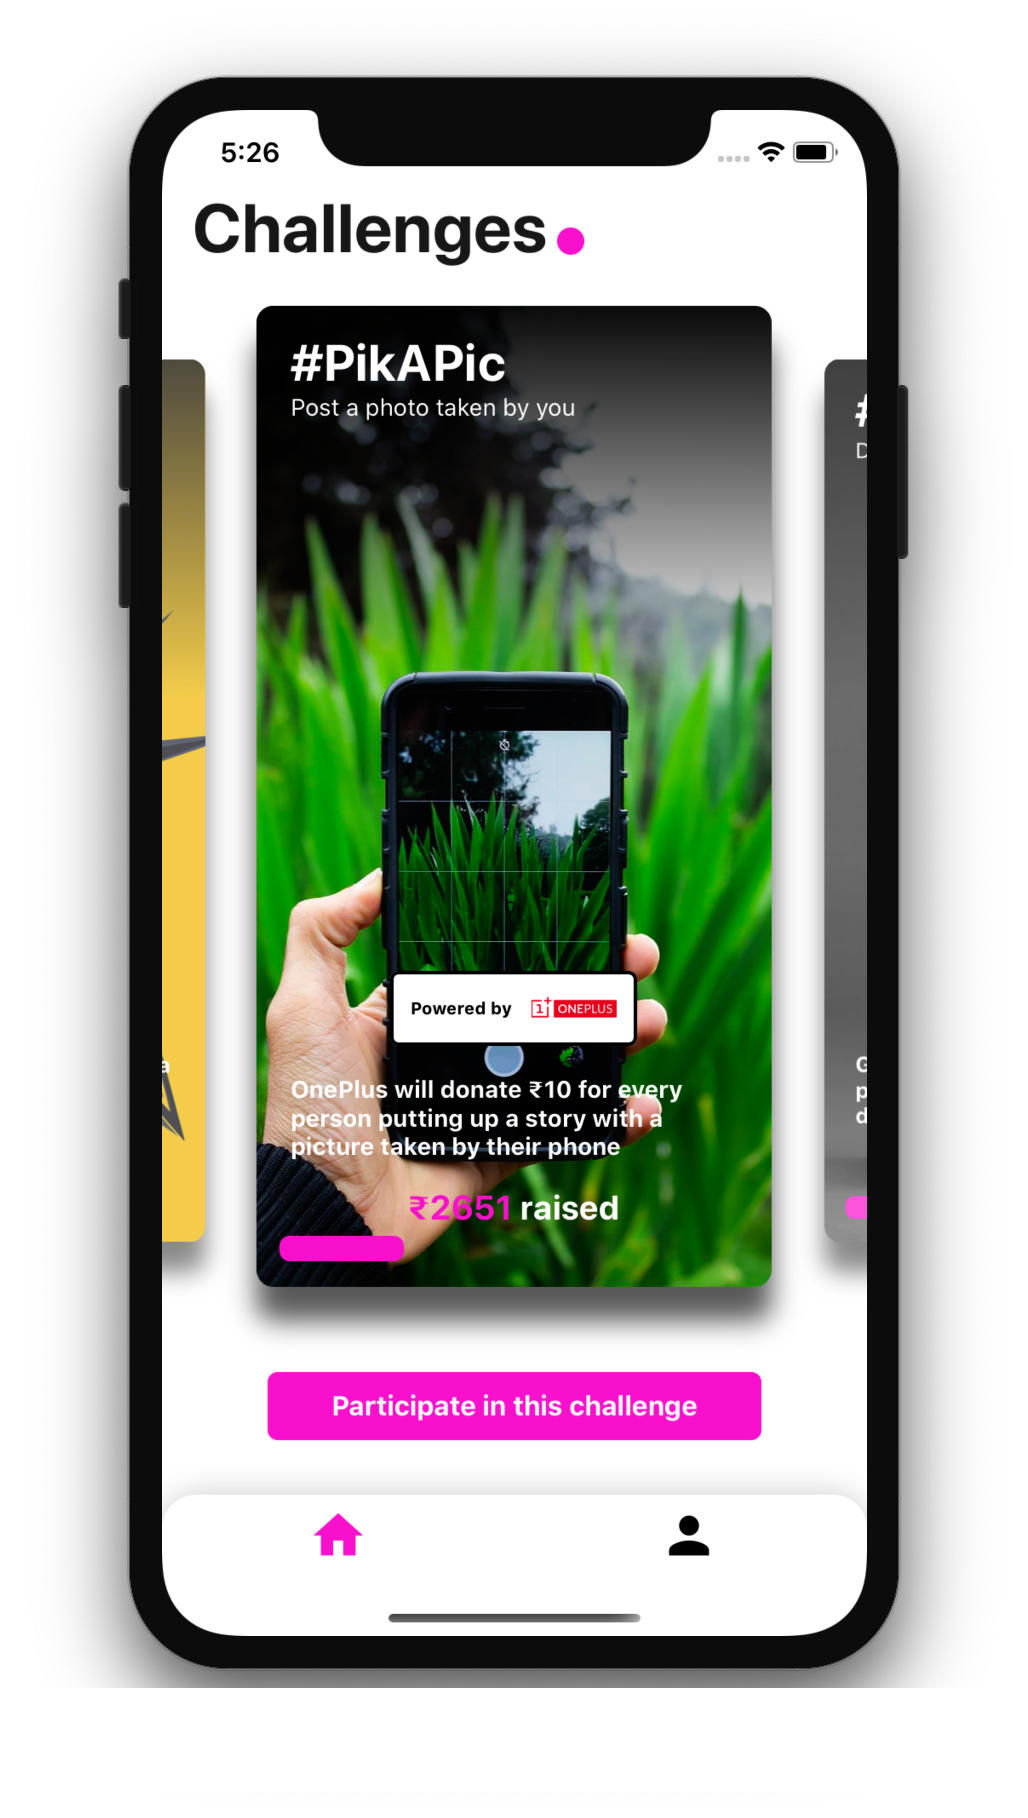 5:26
Challenges
#PikAPic
Post a photo taken by you
#
D
Powered by ONEPLUS
a
OnePlus will donate ₹10 for every
person putting up a story with a
picture taken by their phone
G
p
d
₹2651 raised
Participate in this challenge